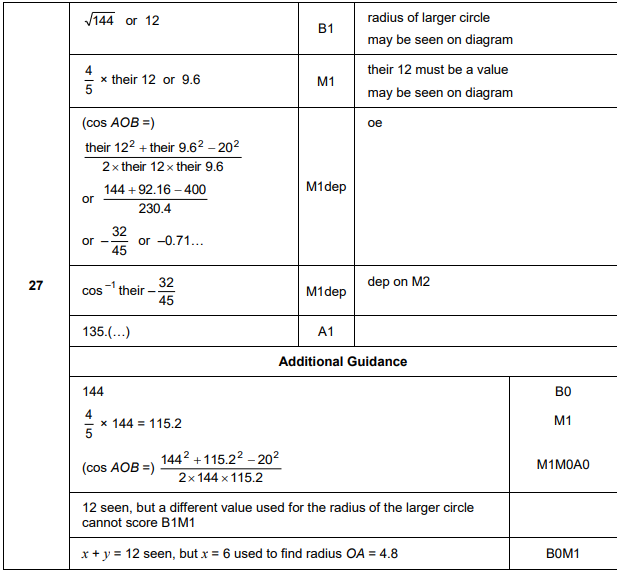 √144 or 12
B1
radius of larger circle
may be seen on diagram
4/5 × their 12 or 9.6
M1
their 12 must be a value
may be seen on diagram
(cos AOB =)
(their 12² + their 9.6² – 20²) / (2 × their 12 × their 9.6)
or (144 + 92.16 – 400) / 230.4
or –32/45 or –0.71…
M1dep
oe
27
cos⁻¹ their –32/45
M1dep
dep on M2
135.(…)
A1
Additional Guidance
144
B0
4/5 × 144 = 115.2
M1
(cos AOB =) (144² + 115.2² – 20²) / (2 × 144 × 115.2)
M1M0A0
12 seen, but a different value used for the radius of the larger circle
cannot score B1M1
x + y = 12 seen, but x = 6 used to find radius OA = 4.8
B0M1